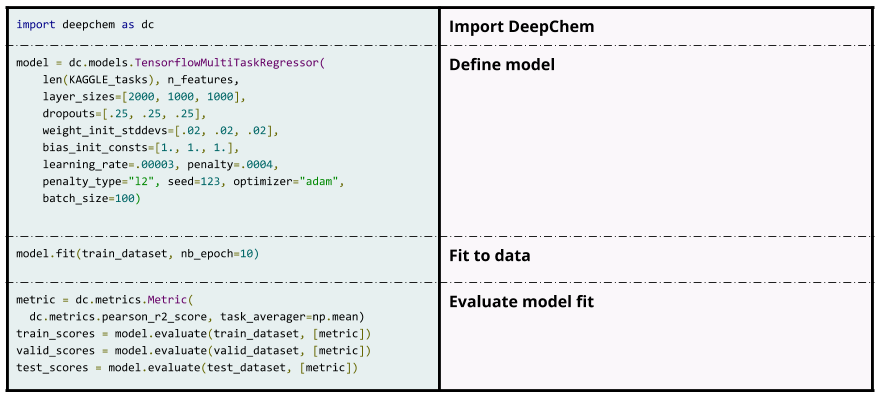 import deepchem as dc
Import DeepChem
model = dc.models.TensorflowMultiTaskRegressor(
    len(KAGGLE_tasks), n_features,
    layer_sizes=[2000, 1000, 1000],
    dropouts=[.25, .25, .25],
    weight_init_stddevs=[.02, .02, .02],
    bias_init_consts=[1., 1., 1.],
    learning_rate=.00003, penalty=.0004,
    penalty_type="l2", seed=123, optimizer="adam",
    batch_size=100)
Define model
model.fit(train_dataset, nb_epoch=10)
Fit to data
metric = dc.metrics.Metric(
  dc.metrics.pearson_r2_score, task_averager=np.mean)
train_scores = model.evaluate(train_dataset, [metric])
valid_scores = model.evaluate(valid_dataset, [metric])
test_scores = model.evaluate(test_dataset, [metric])
Evaluate model fit